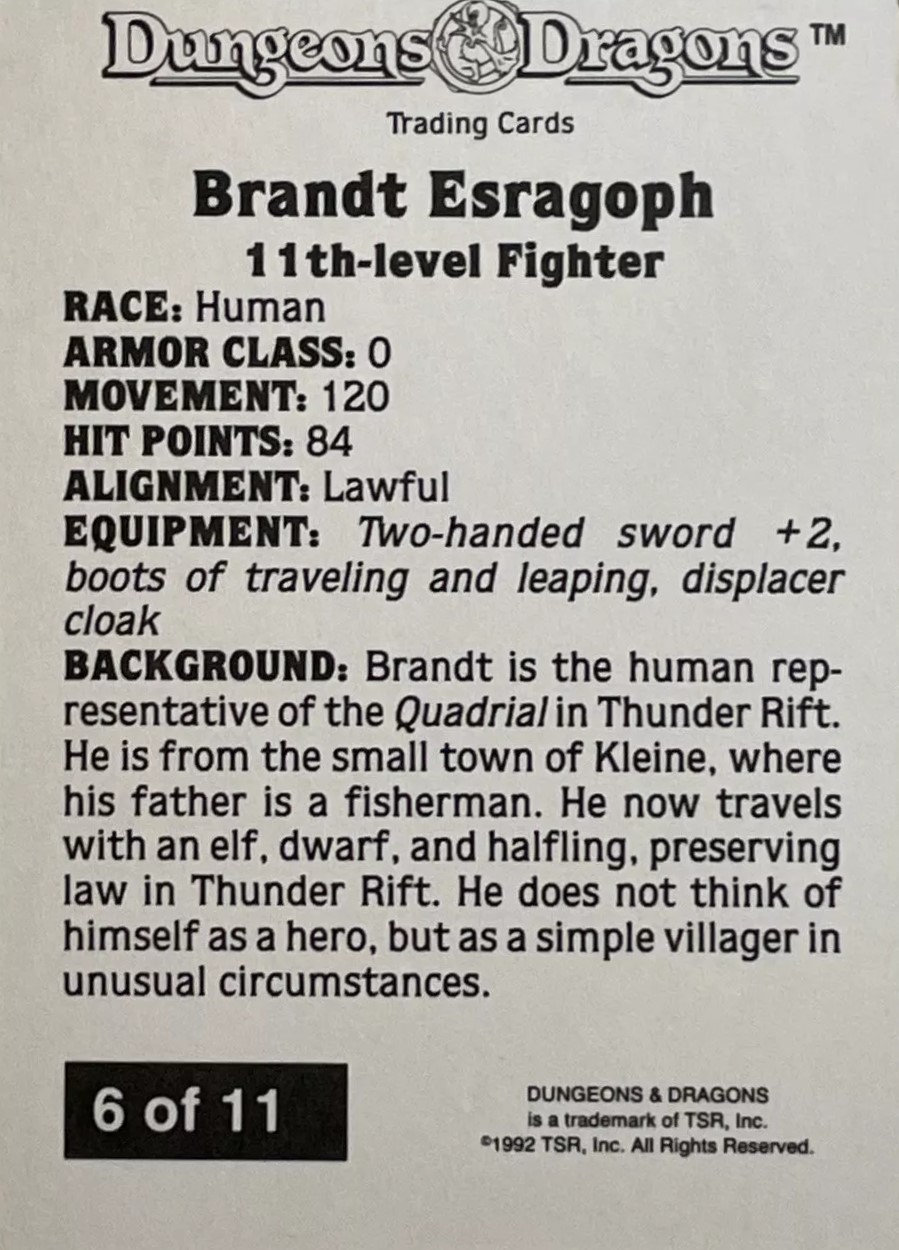 Dungeons Dragons™
Trading Cards
Brandt Esragoph
11th-level Fighter
RACE: Human
ARMOR CLASS: 0
MOVEMENT: 120
HIT POINTS: 84
ALIGNMENT: Lawful
EQUIPMENT: Two-handed sword +2,
boots of traveling and leaping, displacer
cloak
BACKGROUND: Brandt is the human rep-
resentative of the Quadrial in Thunder Rift.
He is from the small town of Kleine, where
his father is a fisherman. He now travels
with an elf, dwarf, and halfling, preserving
law in Thunder Rift. He does not think of
himself as a hero, but as a simple villager in
unusual circumstances.
6 of 11
DUNGEONS & DRAGONS
is a trademark of TSR, Inc.
©1992 TSR, Inc. All Rights Reserved.